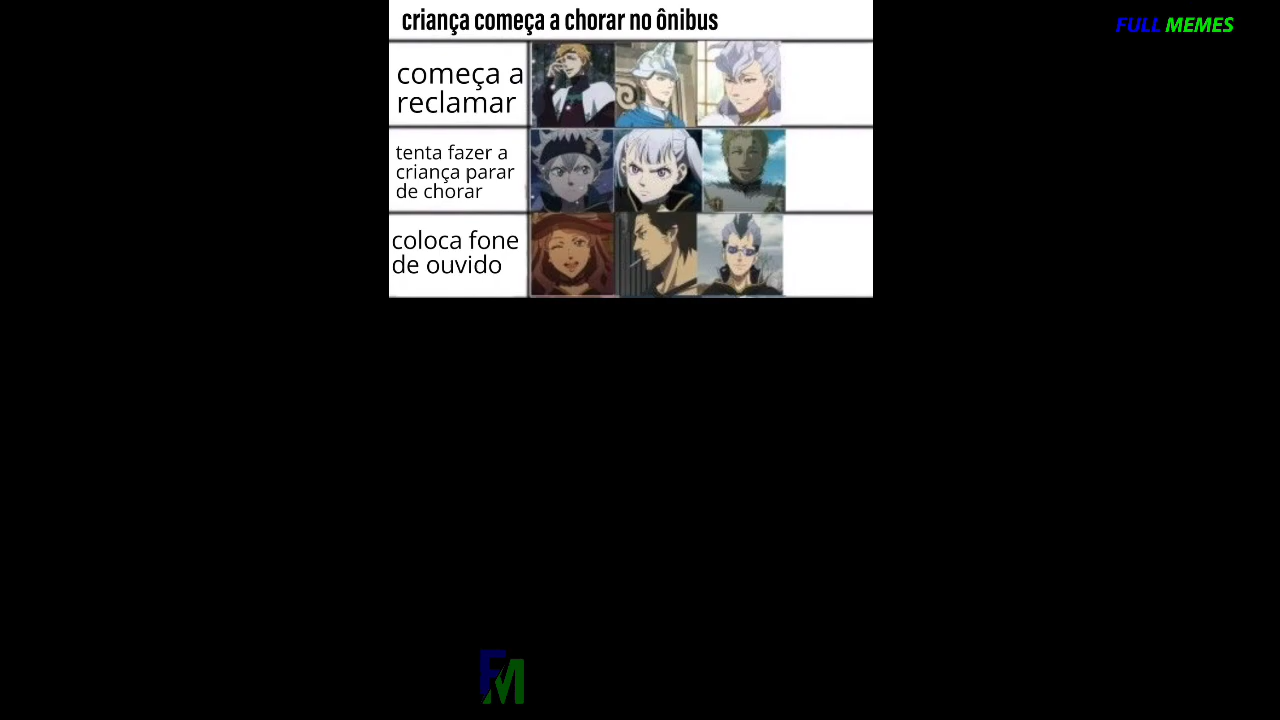 criança começa a chorar no ônibus
FULL MEMES
começa a
reclamar
tenta fazer a
criança parar
de chorar
coloca fone
de ouvido
FM